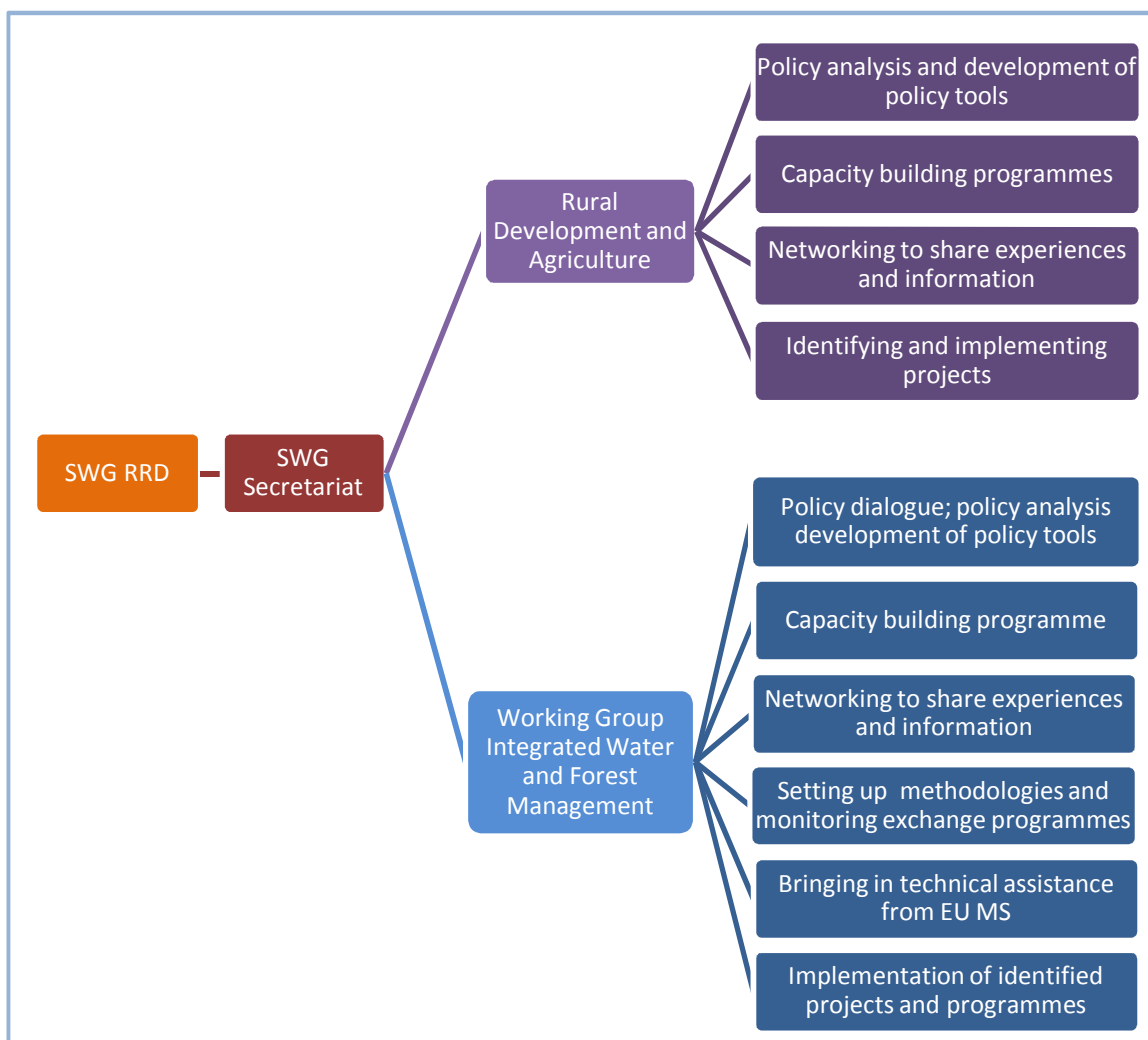 Policy analysis and development of
policy tools
Capacity building programmes
Rural
Development and
Agriculture
Networking to share experiences
and information
Identifying and implementing
projects
SWG RRD
SWG
Secretariat
Policy dialogue; policy analysis
development of policy tools
Capacity building programme
Networking to share experiences
and information
Working Group
Integrated Water
and Forest
Management
Setting up  methodologies and
monitoring exchange programmes
Bringing in technical assistance
from EU MS
Implementation of identified
projects and programmes